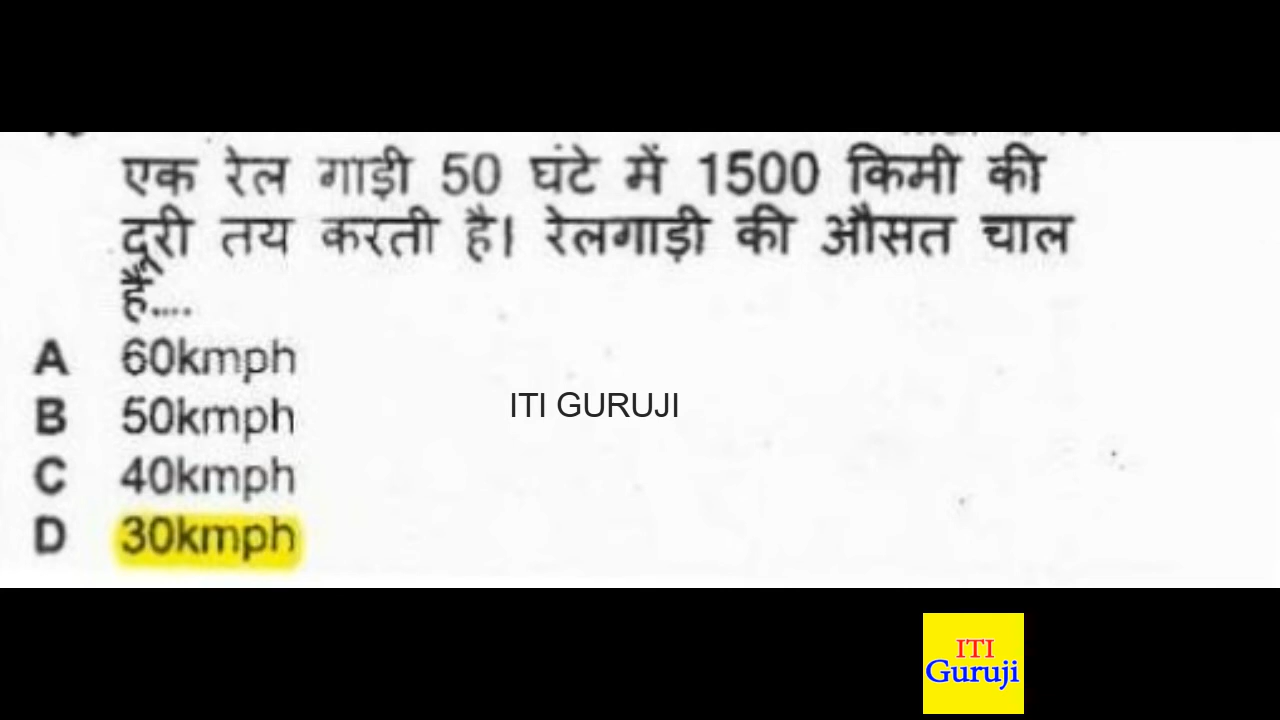 एक रेल गाड़ी 50 घंटे में 1500 किमी की
दूरी तय करती है। रेलगाड़ी की औसत चाल
हैं....
A 60kmph
B 50kmph
ITI GURUJI
C 40kmph
D 30kmph
ITI
Guruji